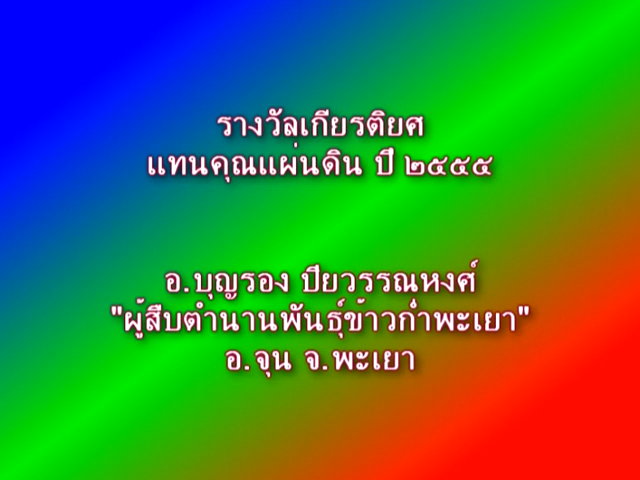 รางวัลเกียรติยศ
แทนคุณแผ่นดิน ปี ๒๕๕๕
อ.บุญรอง ปิยวรรณหงศ์
"ผู้สืบตำนานพันธุ์ข้าวก่ำพะเยา"
อ.จุน จ.พะเยา